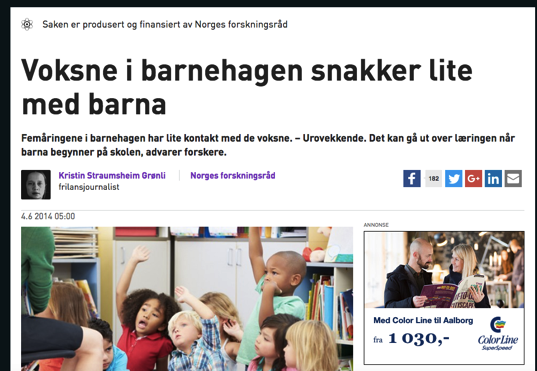 Saken er produsert og finansiert av Norges forskningsråd
Voksne i barnehagen snakker lite
med barna
Femåringene i barnehagen har lite kontakt med de voksne. – Urovekkende. Det kan gå ut over læringen når
barna begynner på skolen, advarer forskere.
Kristin Straumsheim Grønli
frilansjournalist
Norges forskningsråd
182
4.6 2014 05:00
ANNONSE
Med Color Line til Aalborg
fra 1 030,-
ColorLine
SuperSpeed